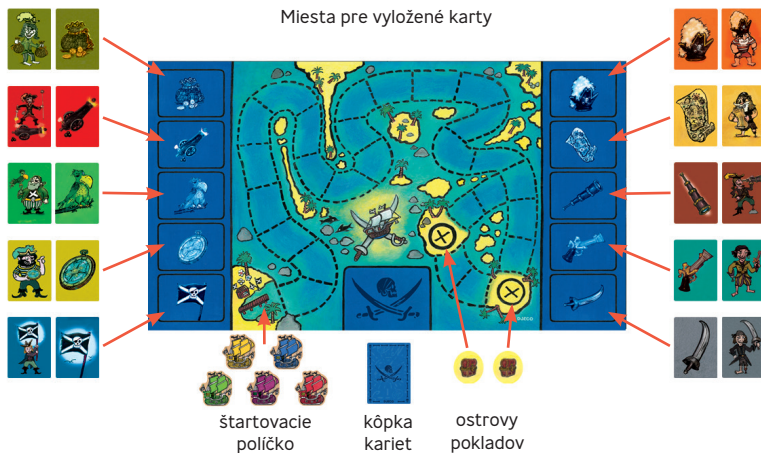 Miesta pre vyložené karty
štartovacie
políčko
kôpka
kariet
ostrovy
pokladov